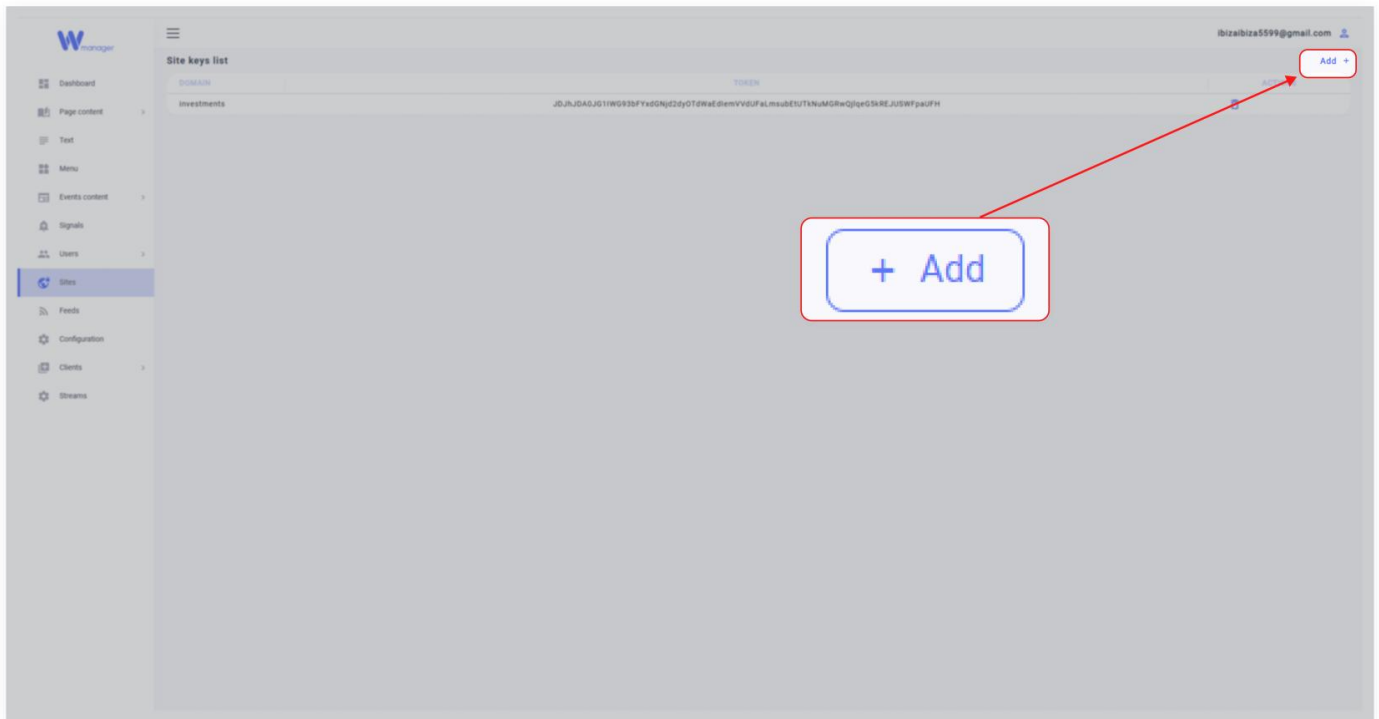 W manager
ibizaibiza5599@gmail.com
Site keys list
Add +
DOMAIN TOKEN
investments
Dashboard
Page content
Text
Menu
Events content
Signals
Users
Sites
Feeds
Configuration
Clients
Streams
+ Add